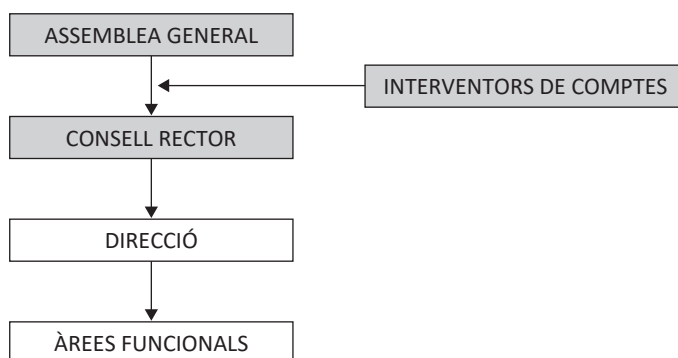 ASSEMBLEA GENERAL
INTERVENTORS DE COMPTES
CONSELL RECTOR
DIRECCIÓ
ÀREES FUNCIONALS